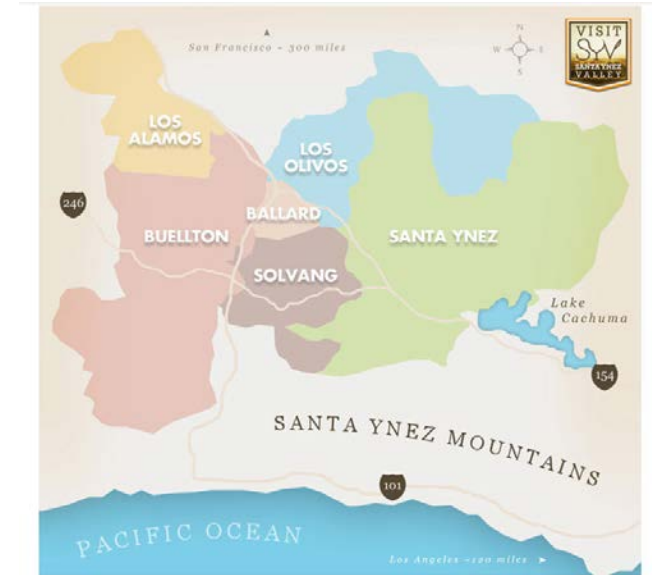 San Francisco ~ 300 miles
N
W
E
S
VISIT
SYV
SANTA YNEZ
VALLEY
LOS
ALAMOS
LOS
OLIVOS
246
BALLARD
BUELLTON
SANTA YNEZ
SOLVANG
Lake
Cachuma
154
SANTA YNEZ MOUNTAINS
101
PACIFIC OCEAN
Los Angeles ~100 miles